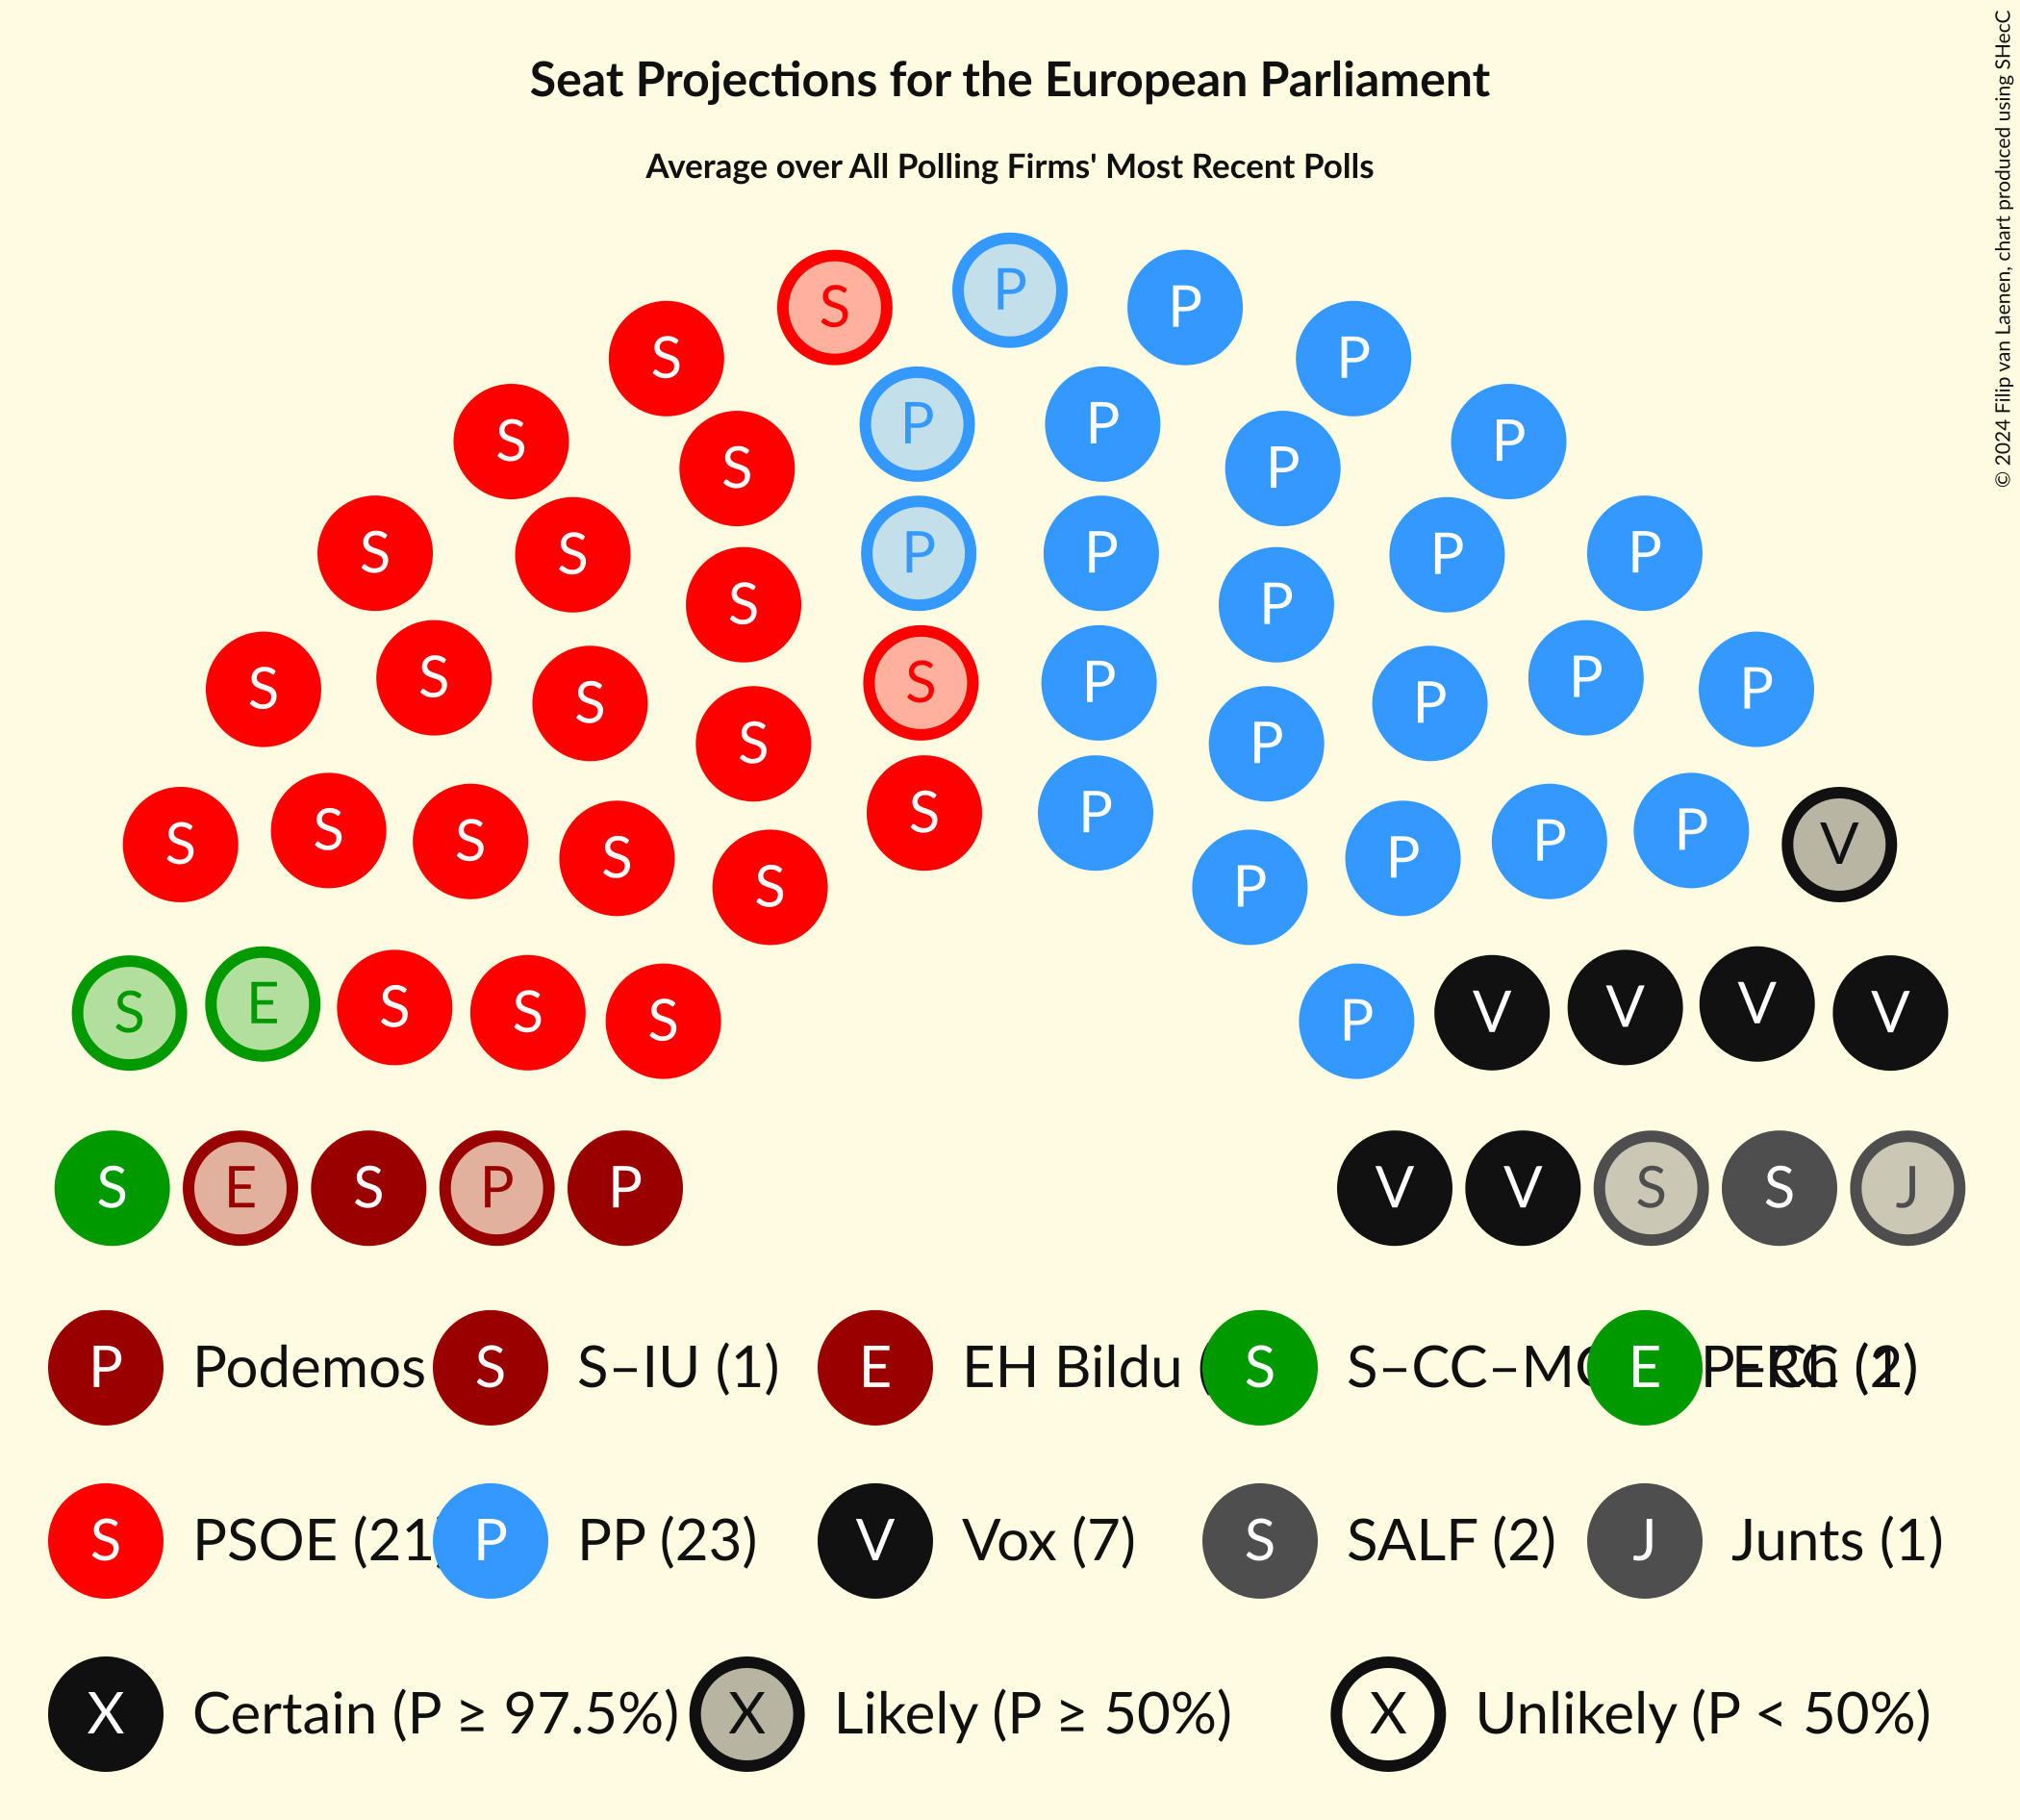 Seat Projections for the European Parliament
Average over All Polling Firms' Most Recent Polls
© 2024 Filip van Laenen, chart produced using SHecC
S P P
S P
S P P P
S S P P P
S P P
S S P P P
S S S P P
S S S P P P
S P
S S S S P P P V
S P
S E S S S P V V V V
S E S P P V V S S J
P Podemos S S–IU (1) E EH Bildu S S–CC–M E ERC (2)
S PSOE (21) P PP (23) V Vox (7) S SALF (2) J Junts (1)
X Certain (P ≥ 97.5%) X Likely (P ≥ 50%) X Unlikely (P < 50%)